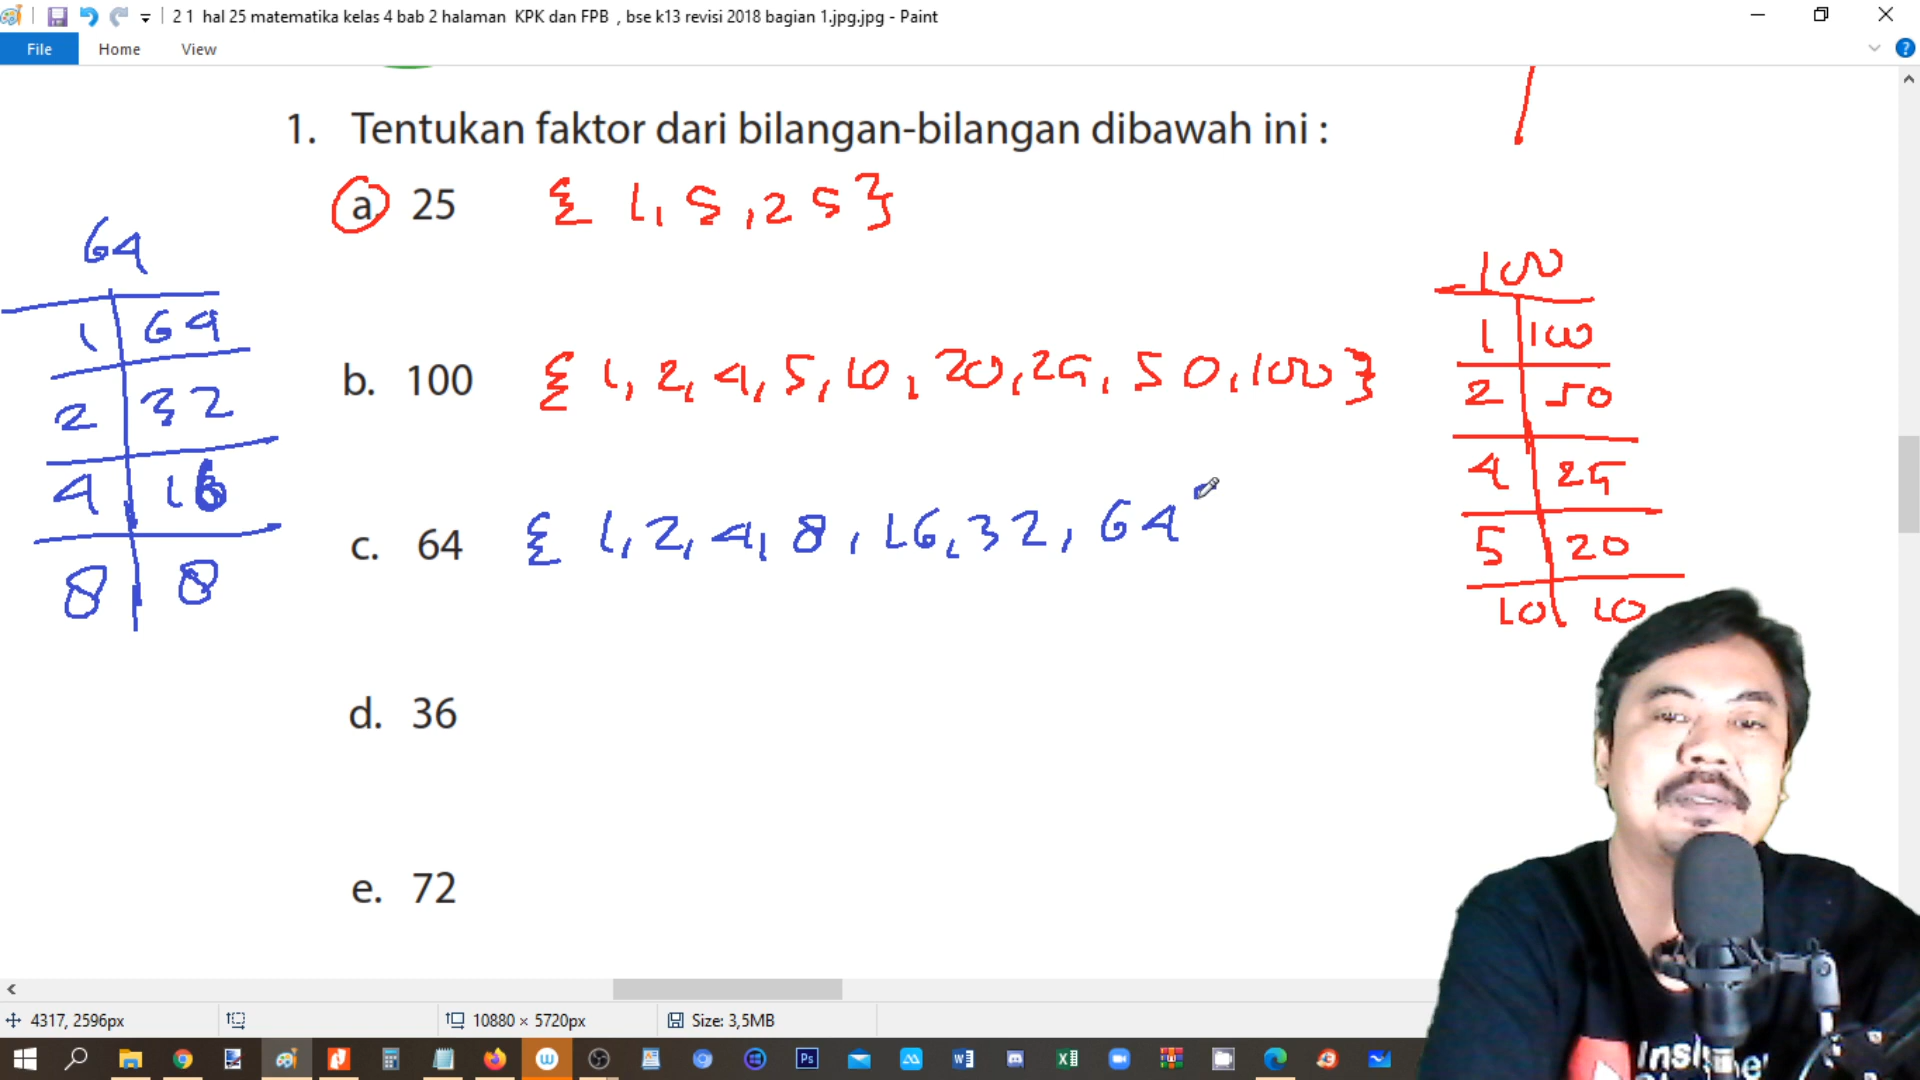 2 1 hal 25 matematika kelas 4 bab 2 halaman KPK dan FPB , bse k13 revisi 2018 bagian 1.jpg.jpg - Paint
File Home View
1. Tentukan faktor dari bilangan-bilangan dibawah ini :
a. 25 { 1, 5, 25 }
b. 100 { 1, 2, 4, 5, 10, 20, 25, 50, 100 }
c. 64 { 1, 2, 4, 8, 16, 32, 64
d. 36
e. 72
64
1 64
2 32
4 16
8 8
100
1 100
2 50
4 25
5 20
10 10
4317, 2596px
10880 × 5720px
Size: 3,5MB